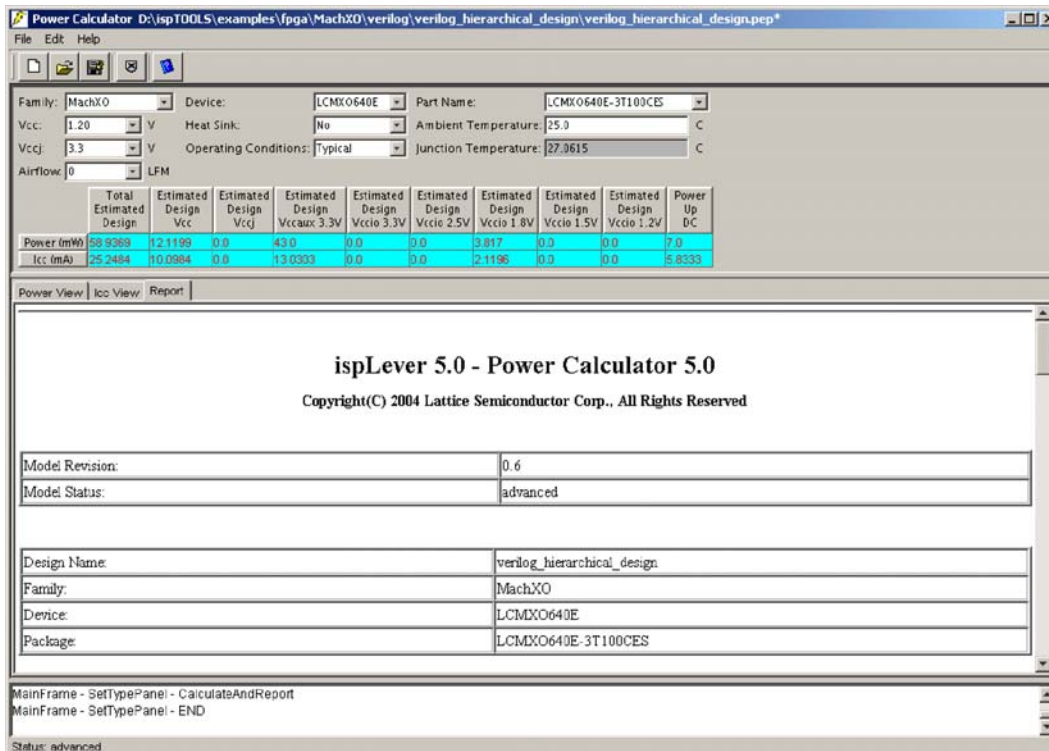 Power Calculator D:\ispTOOLS\examples\fpga\MachXO\verilog\verilog_hierarchical_design\verilog_hierarchical_design.pep*
File Edit Help
Family: MachXO Device: LCMXO640E Part Name: LCMXO640E-3T100CES
Vcc: 1.20 V Heat Sink: No Ambient Temperature: 25.0 C
Vccj: 3.3 V Operating Conditions: Typical Junction Temperature: 27.0615 C
Airflow: 0 LFM
Total Estimated Design Estimated Design Vcc Estimated Design Vccj Estimated Design Vccaux 3.3V Estimated Design Vccio 3.3V Estimated Design Vccio 2.5V Estimated Design Vccio 1.8V Estimated Design Vccio 1.5V Estimated Design Vccio 1.2V Power Up DC
Power (mW) 58.9369 12.1199 0.0 43.0 0.0 0.0 3.817 0.0 0.0 7.0
Icc (mA) 25.2484 10.0984 0.0 13.0303 0.0 0.0 2.1196 0.0 0.0 5.8333
Power View Icc View Report
ispLever 5.0 - Power Calculator 5.0
Copyright(C) 2004 Lattice Semiconductor Corp., All Rights Reserved
Model Revision: 0.6
Model Status: advanced
Design Name: verilog_hierarchical_design
Family: MachXO
Device: LCMXO640E
Package: LCMXO640E-3T100CES
MainFrame - SetTypePanel - CalculateAndReport
MainFrame - SetTypePanel - END
Status: advanced